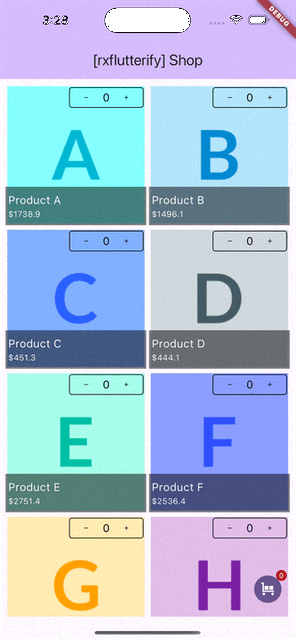 3:28
DEBUG
[rxflutterify] Shop
- 0 +
- 0 +
A
B
Product A
$1738.9
Product B
$1496.1
- 0 +
- 0 +
C
D
Product C
$451.3
Product D
$444.1
- 0 +
- 0 +
E
F
Product E
$2751.4
Product F
$2536.4
- 0 +
- 0 +
G
H
0